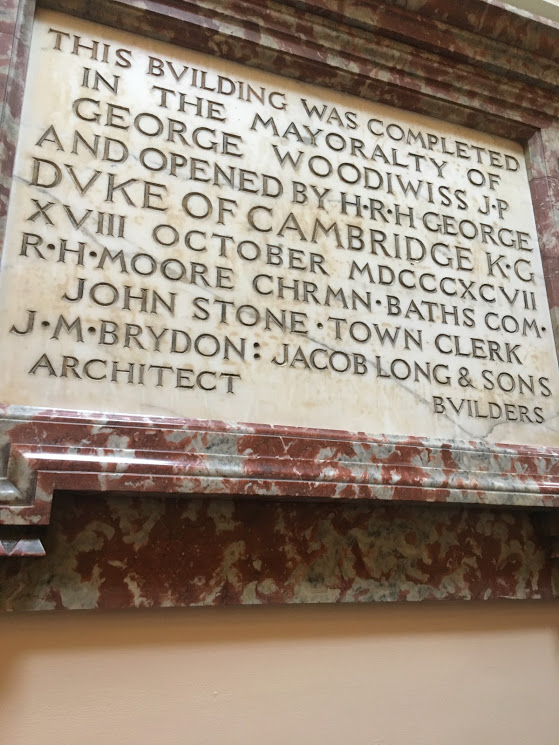 THIS BVILDING WAS COMPLETED
IN THE MAYORALTY OF
GEORGE WOODIWISS J·P
AND OPENED BY H·R·H GEORGE
DVKE OF CAMBRIDGE K·G
XVIII OCTOBER MDCCCXCVII
R·H·MOORE CHRMN·BATHS COM·
JOHN STONE·TOWN CLERK
J·M·BRYDON: JACOB LONG & SONS
ARCHITECT BVILDERS